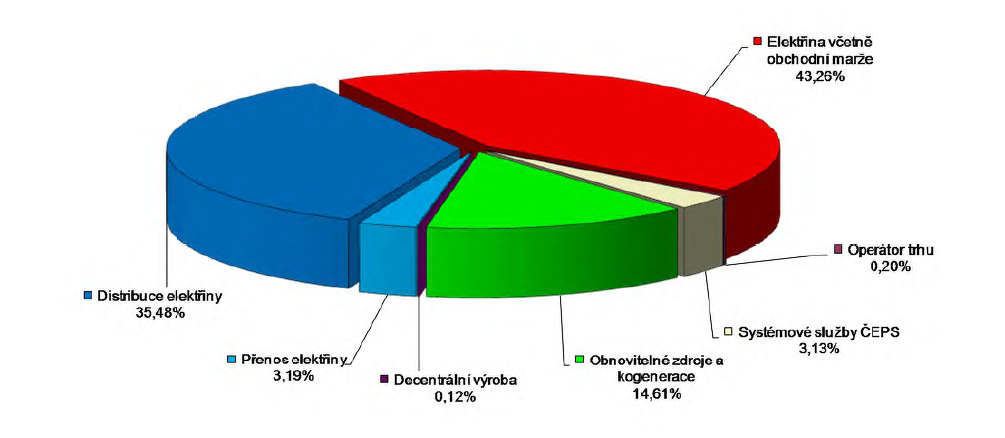 Elektřina včetně
obchodní marže
43,26%
Operátor trhu
0,20%
Systémové služby ČEPS
3,13%
Obnovitelné zdroje a
kogenerace
14,61%
Decentrální výroba
0,12%
Přenos elektřiny
3,19%
Distribuce elektřiny
35,48%